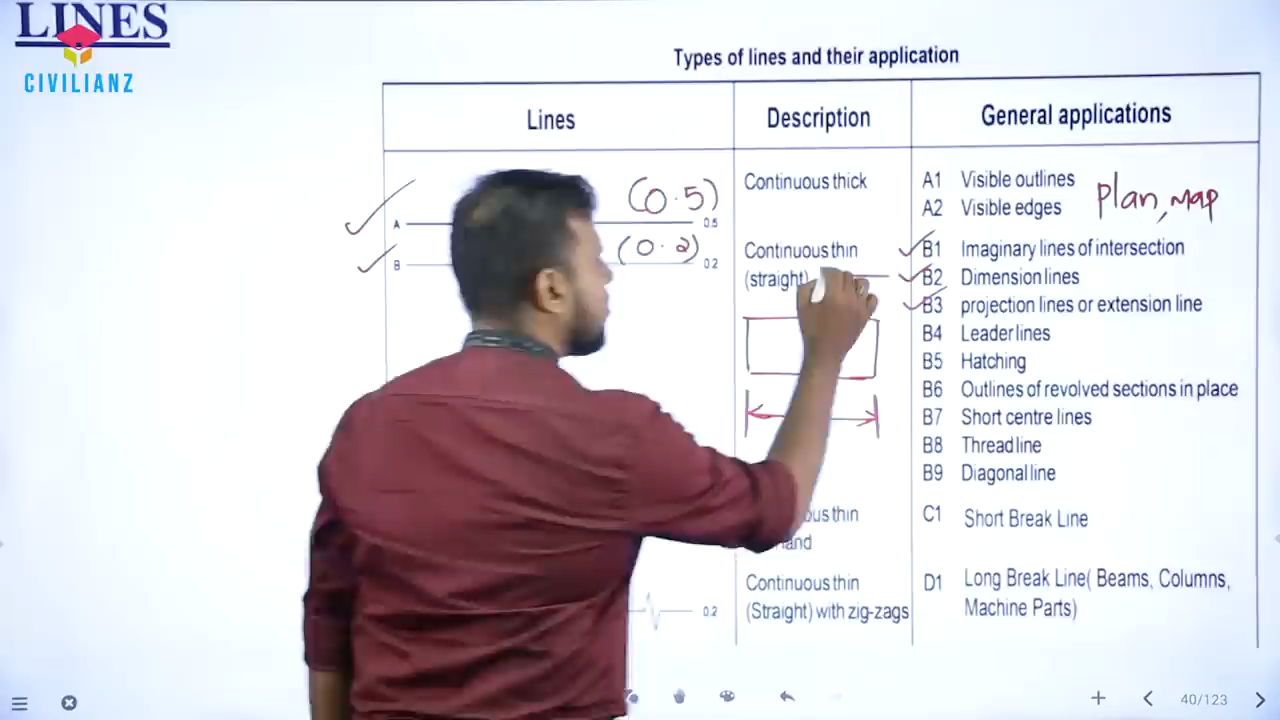 LINES
CIVILIANZ
Types of lines and their application
Lines
Description
General applications
A
(0.5)
0.5
Continuous thick
A1 Visible outlines
A2 Visible edges
Plan, Map
B
(0.2)
0.2
Continuous thin
(straight)
B1 Imaginary lines of intersection
B2 Dimension lines
B3 projection lines or extension line
B4 Leader lines
B5 Hatching
B6 Outlines of revolved sections in place
B7 Short centre lines
B8 Thread line
B9 Diagonal line
thin
C1 Short Break Line
0.2
Continuous thin
(Straight) with zig-zags
D1 Long Break Line( Beams, Columns,
Machine Parts)
40/123